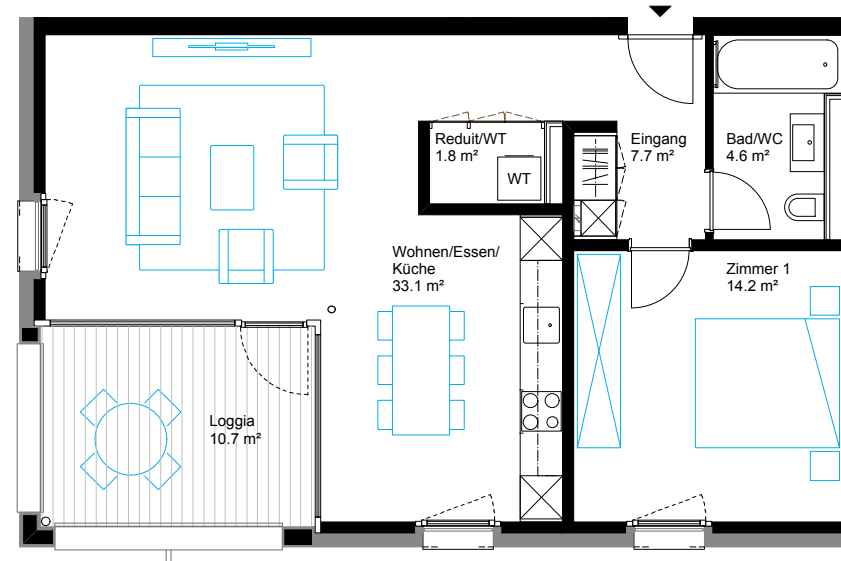 Reduit/WT
1.8 m²
WT
Eingang
7.7 m²
Bad/WC
4.6 m²
Wohnen/Essen/
Küche
33.1 m²
Zimmer 1
14.2 m²
Loggia
10.7 m²